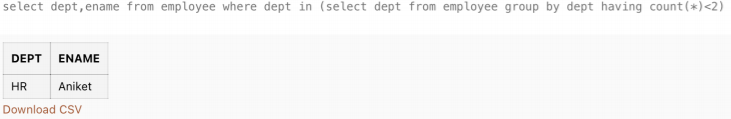 select dept,ename from employee where dept in (select dept from employee group by dept having count(*)<2)
DEPT ENAME
HR Aniket
Download CSV